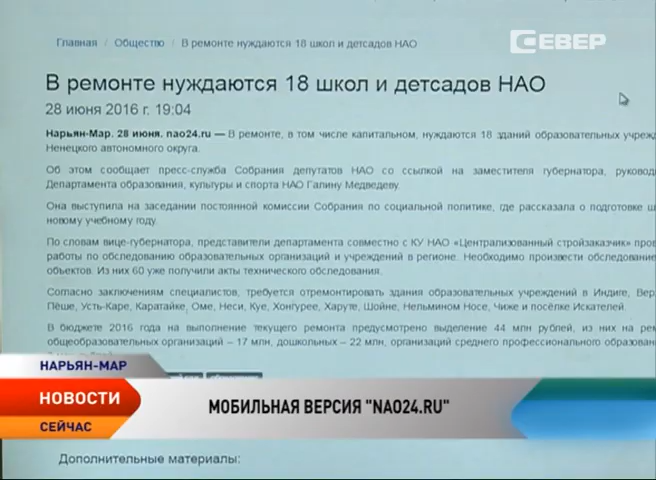 СЕВЕР
Главная / Общество / В ремонте нуждаются 18 школ и детсадов НАО
В ремонте нуждаются 18 школ и детсадов НАО
28 июня 2016 г. 19:04
Нарьян-Мар. 28 июня. nao24.ru — В ремонте, в том числе капитальном, нуждаются 18 зданий образовательных учрежд
Ненецкого автономного округа.
Об этом сообщает пресс-служба Собрания депутатов НАО со ссылкой на заместителя губернатора, руковод
Департамента образования, культуры и спорта НАО Галину Медведеву.
Она выступила на заседании постоянной комиссии Собрания по социальной политике, где рассказала о подготовке ш
новому учебному году.
По словам вице-губернатора, представители департамента совместно с КУ НАО «Централизованный стройзаказчик» пров
работы по обследованию образовательных организаций и учреждений в регионе. Необходимо произвести обследование
объектов. Из них 60 уже получили акты технического обследования.
Согласно заключениям специалистов, требуется отремонтировать здания образовательных учреждений в Индиге, Вер
Пёше, Усть-Каре, Каратайке, Оме, Неси, Куе, Хонгурее, Харуте, Шойне, Нельмином Носе, Чиже и посёлке Искателей.
В бюджете 2016 года на выполнение текущего ремонта предусмотрено выделение 44 млн рублей, из них на рем
общеобразовательных организаций – 17 млн, дошкольных – 22 млн, организаций среднего профессионального образован
НАРЬЯН-МАР
НОВОСТИ
СЕЙЧАС
МОБИЛЬНАЯ ВЕРСИЯ "NAO24.RU"
Дополнительные материалы: